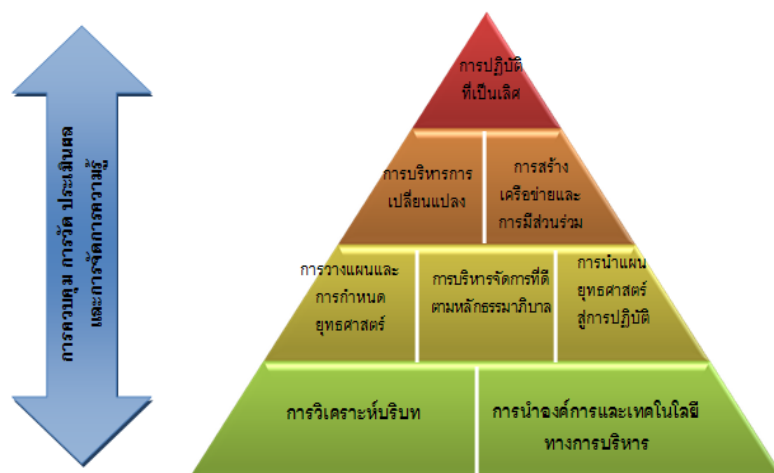 การควบคุม การวัด ประเมินผล
และการจัดการความรู้
การปฏิบัติ
ที่เป็นเลิศ
การบริหารการ
เปลี่ยนแปลง
การสร้าง
เครือข่ายและ
การมีส่วนร่วม
การวางแผนและ
การกำหนด
ยุทธศาสตร์
การบริหารจัดการที่ดี
ตามหลักธรรมาภิบาล
การนำแผน
ยุทธศาสตร์
สู่การปฏิบัติ
การวิเคราะห์บริบท
การนำองค์การและเทคโนโลยี
ทางการบริหาร